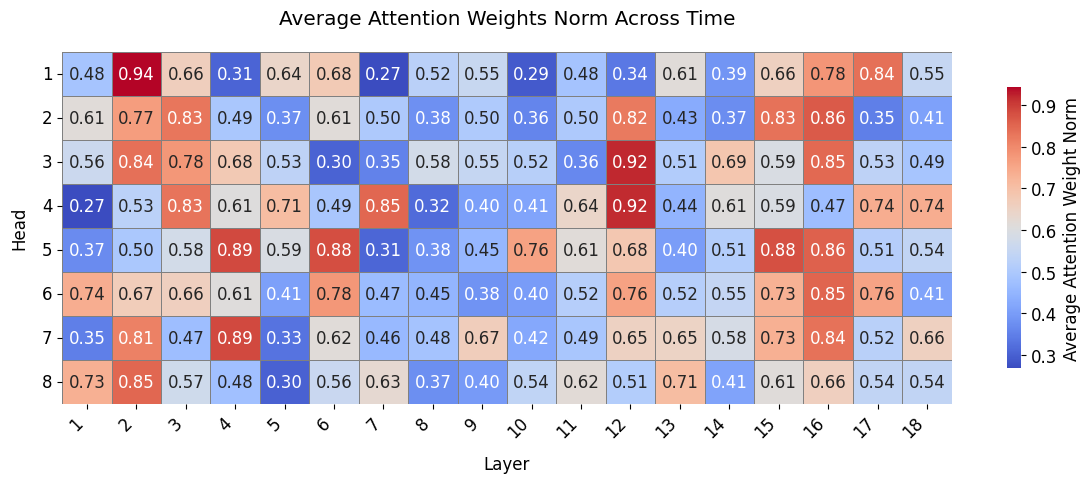 Average Attention Weights Norm Across Time
1 0.48 0.94 0.66 0.31 0.64 0.68 0.27 0.52 0.55 0.29 0.48 0.34 0.61 0.39 0.66 0.78 0.84 0.55
2 0.61 0.77 0.83 0.49 0.37 0.61 0.50 0.38 0.50 0.36 0.50 0.82 0.43 0.37 0.83 0.86 0.35 0.41
3 0.56 0.84 0.78 0.68 0.53 0.30 0.35 0.58 0.55 0.52 0.36 0.92 0.51 0.69 0.59 0.85 0.53 0.49
4 0.27 0.53 0.83 0.61 0.71 0.49 0.85 0.32 0.40 0.41 0.64 0.92 0.44 0.61 0.59 0.47 0.74 0.74
5 0.37 0.50 0.58 0.89 0.59 0.88 0.31 0.38 0.45 0.76 0.61 0.68 0.40 0.51 0.88 0.86 0.51 0.54
6 0.74 0.67 0.66 0.61 0.41 0.78 0.47 0.45 0.38 0.40 0.52 0.76 0.52 0.55 0.73 0.85 0.76 0.41
7 0.35 0.81 0.47 0.89 0.33 0.62 0.46 0.48 0.67 0.42 0.49 0.65 0.65 0.58 0.73 0.84 0.52 0.66
8 0.73 0.85 0.57 0.48 0.30 0.56 0.63 0.37 0.40 0.54 0.62 0.51 0.71 0.41 0.61 0.66 0.54 0.54
1 2 3 4 5 6 7 8 9 10 11 12 13 14 15 16 17 18
Layer
Head
0.9
0.8
0.7
0.6
0.5
0.4
0.3
Average Attention Weight Norm